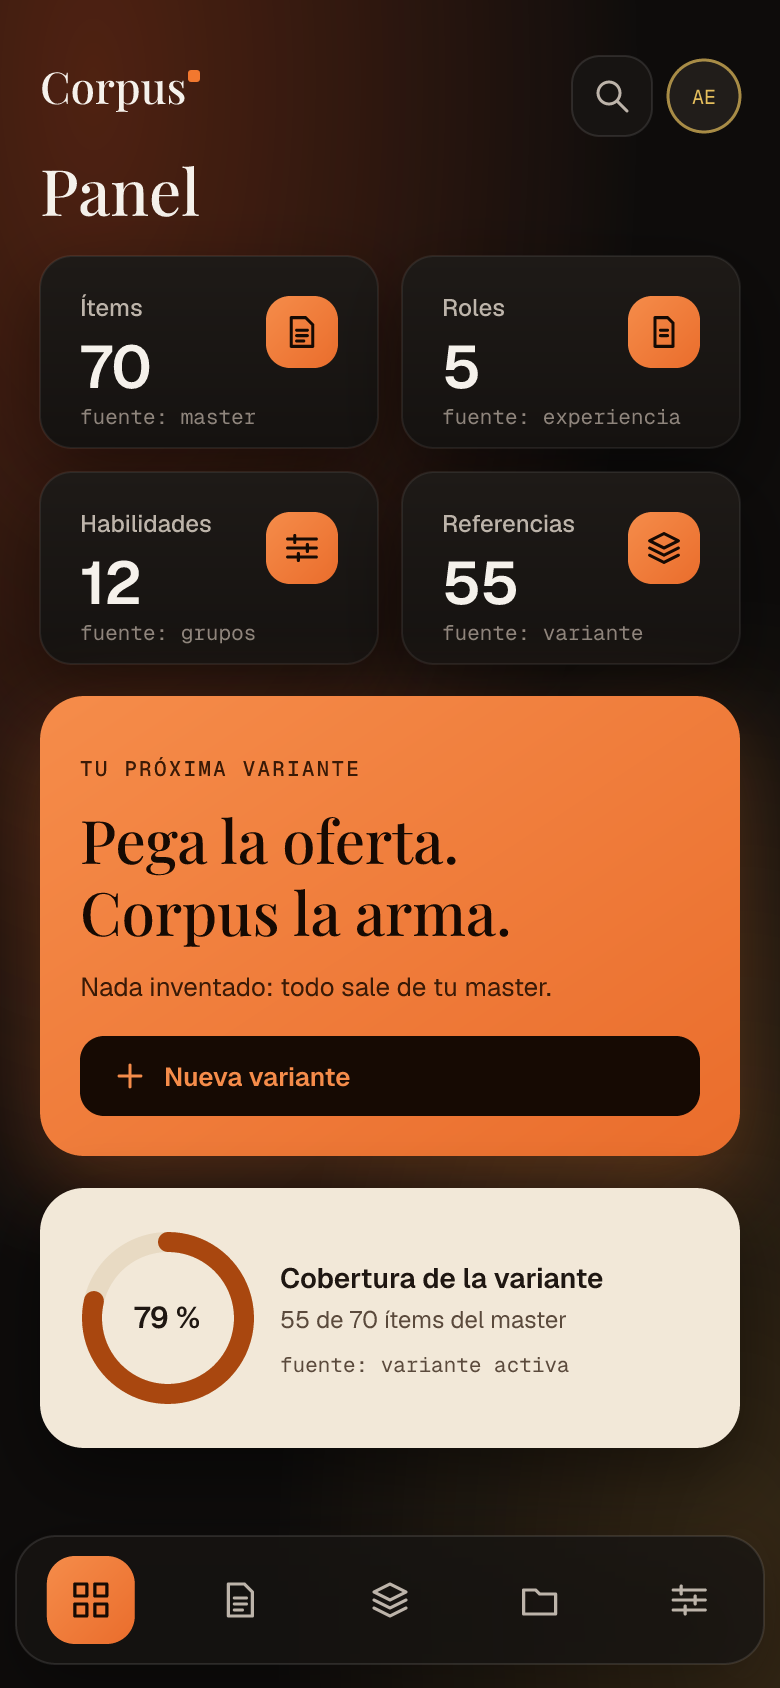 Corpus
AE
Panel
Ítems
70
fuente: master
Roles
5
fuente: experiencia
Habilidades
12
fuente: grupos
Referencias
55
fuente: variante
TU PRÓXIMA VARIANTE
Pega la oferta.
Corpus la arma.
Nada inventado: todo sale de tu master.
Nueva variante
79 %
Cobertura de la variante
55 de 70 ítems del master
fuente: variante activa